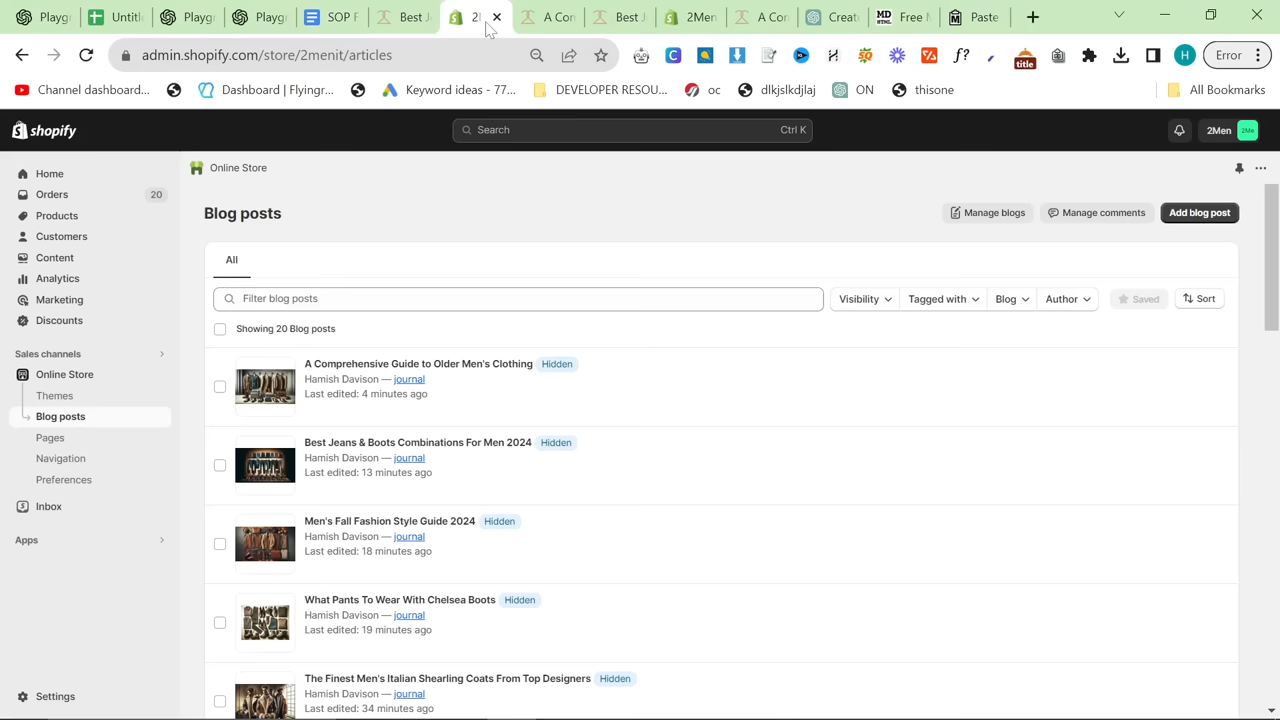 Playgr
Untitl
Playgr
Playgr
SOP F
Best J
2
A Con
Best J
2Men
A Con
Creat
Free M
Paste
admin.shopify.com/store/2menit/articles
H
Error
Channel dashboard...
Dashboard | Flyingr...
Keyword ideas - 77...
DEVELOPER RESOU...
oc
dlkjslkdjlaj
ON
thisone
All Bookmarks
shopify
Search
Ctrl K
2Men
2Me
Home
Orders
20
Products
Customers
Content
Analytics
Marketing
Discounts
Sales channels
Online Store
Themes
Blog posts
Pages
Navigation
Preferences
Inbox
Apps
Settings
Online Store
Blog posts
Manage blogs
Manage comments
Add blog post
All
Filter blog posts
Visibility
Tagged with
Blog
Author
Saved
Sort
Showing 20 Blog posts
A Comprehensive Guide to Older Men's Clothing Hidden
Hamish Davison — journal
Last edited: 4 minutes ago
Best Jeans & Boots Combinations For Men 2024 Hidden
Hamish Davison — journal
Last edited: 13 minutes ago
Men's Fall Fashion Style Guide 2024 Hidden
Hamish Davison — journal
Last edited: 18 minutes ago
What Pants To Wear With Chelsea Boots Hidden
Hamish Davison — journal
Last edited: 19 minutes ago
The Finest Men's Italian Shearling Coats From Top Designers Hidden
Hamish Davison — journal
Last edited: 34 minutes ago